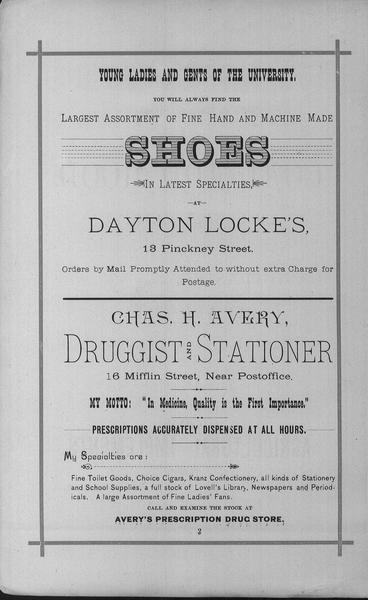 YOUNG LADIES AND GENTS OF THE UNIVERSITY.
YOU WILL ALWAYS FIND THE
LARGEST ASSORTMENT OF FINE HAND AND MACHINE MADE
SHOES
IN LATEST SPECIALTIES,
—AT—
DAYTON LOCKE'S,
13 Pinckney Street.
Orders by Mail Promptly Attended to without extra Charge for
Postage.
CHAS. H. AVERY,
DRUGGIST AND STATIONER
16 Mifflin Street, Near Postoffice.
MY MOTTO: "In Medicine, Quality is the First Importance."
PRESCRIPTIONS ACCURATELY DISPENSED AT ALL HOURS.
My Specialties are:
Fine Toilet Goods, Choice Cigars, Kranz Confectionery, all kinds of Stationery
and School Supplies, a full stock of Lovell's Library, Newspapers and Period-
icals. A large Assortment of Fine Ladies' Fans.
CALL AND EXAMINE THE STOCK AT
AVERY'S PRESCRIPTION DRUG STORE.
2